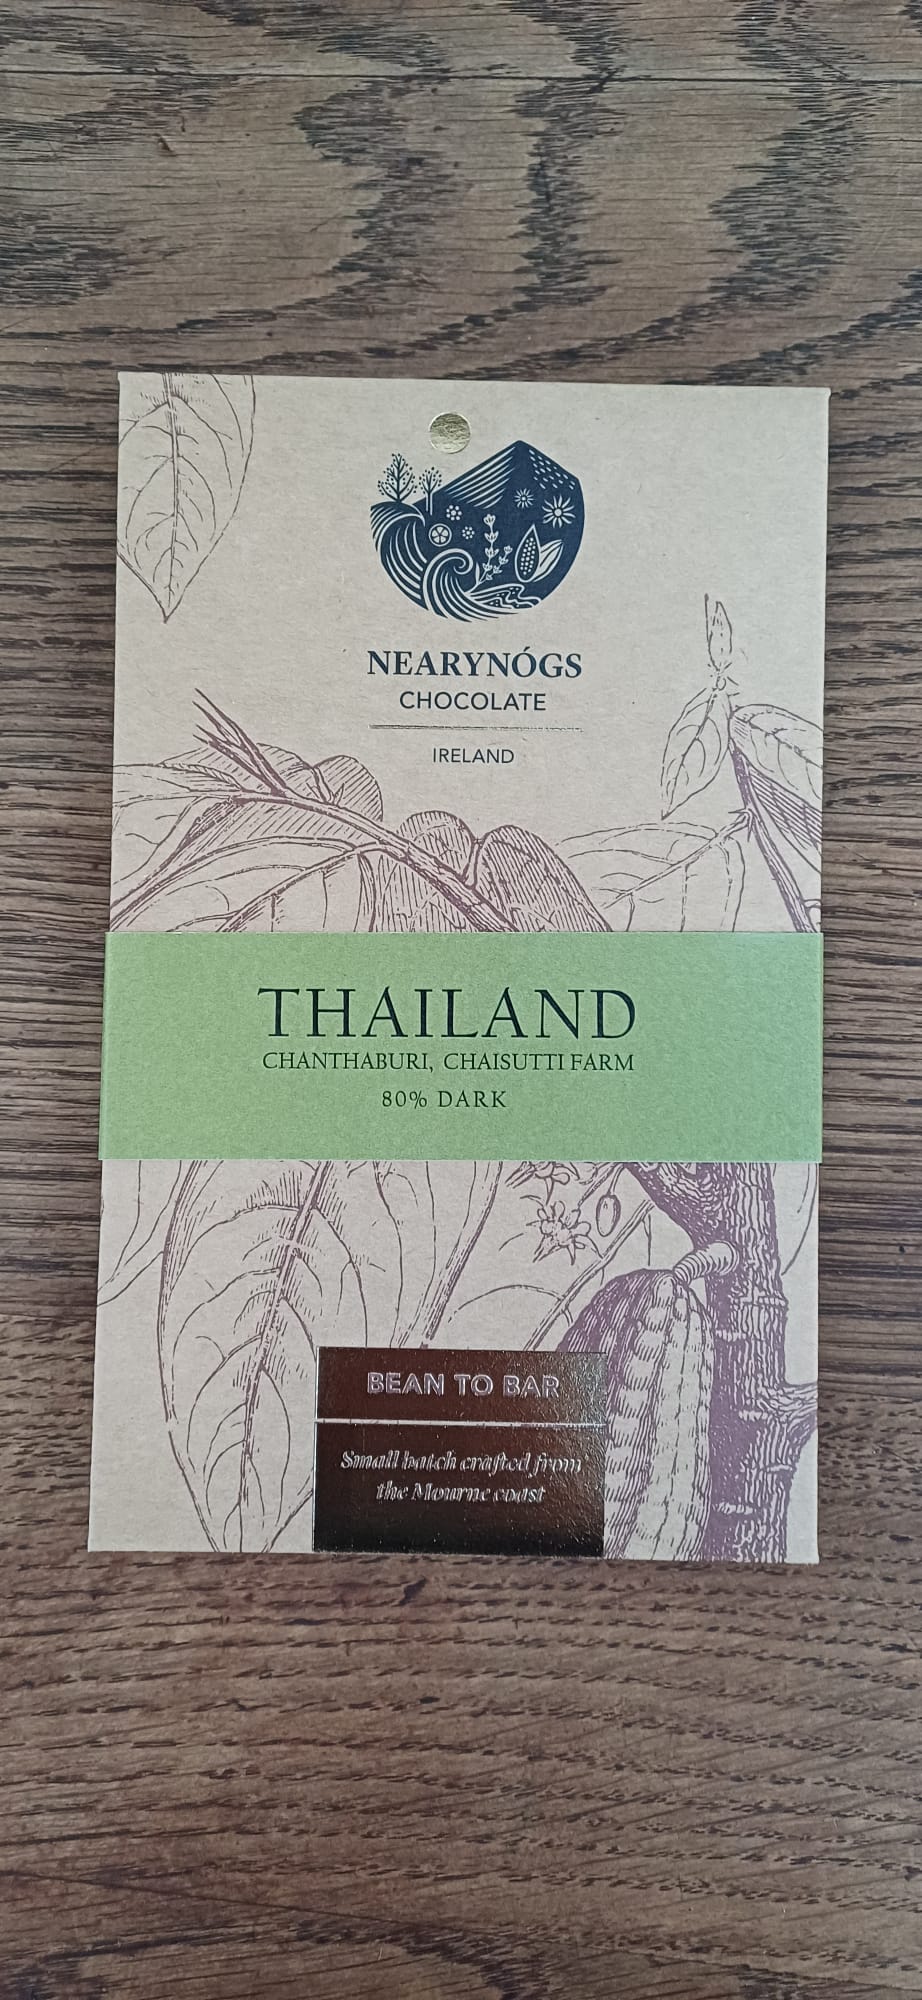 NEARYNÓGS
CHOCOLATE
IRELAND
THAILAND
CHANTHABURI, CHAISUTTI FARM
80% DARK
BEAN TO BAR
Small batch crafted from
the Mourne coast